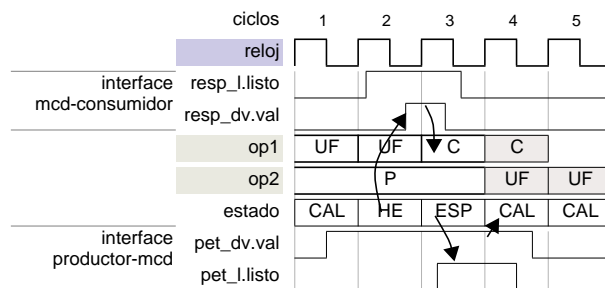 ciclos 1 2 3 4 5
reloj
interface resp_l.listo
mcd-consumidor resp_dv.val
op1 UF UF C C
op2 P UF UF
estado CAL HE ESP CAL CAL
interface pet_dv.val
productor-mcd pet_l.listo